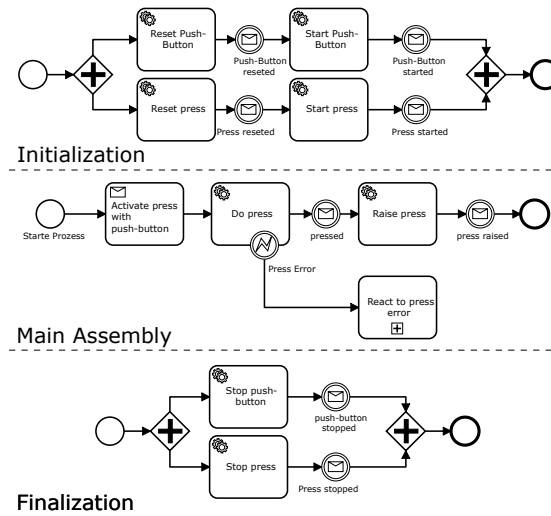 Reset Push-
Button
Push-Button
reseted
Start Push-
Button
Push-Button
started
Reset press
Press reseted
Start press
Press started
Initialization
Starte Prozess
Activate press
with
push-button
Do press
Press Error
pressed
Raise press
press raised
React to press
error
Main Assembly
Stop push-
button
push-button
stopped
Stop press
Press stopped
Finalization